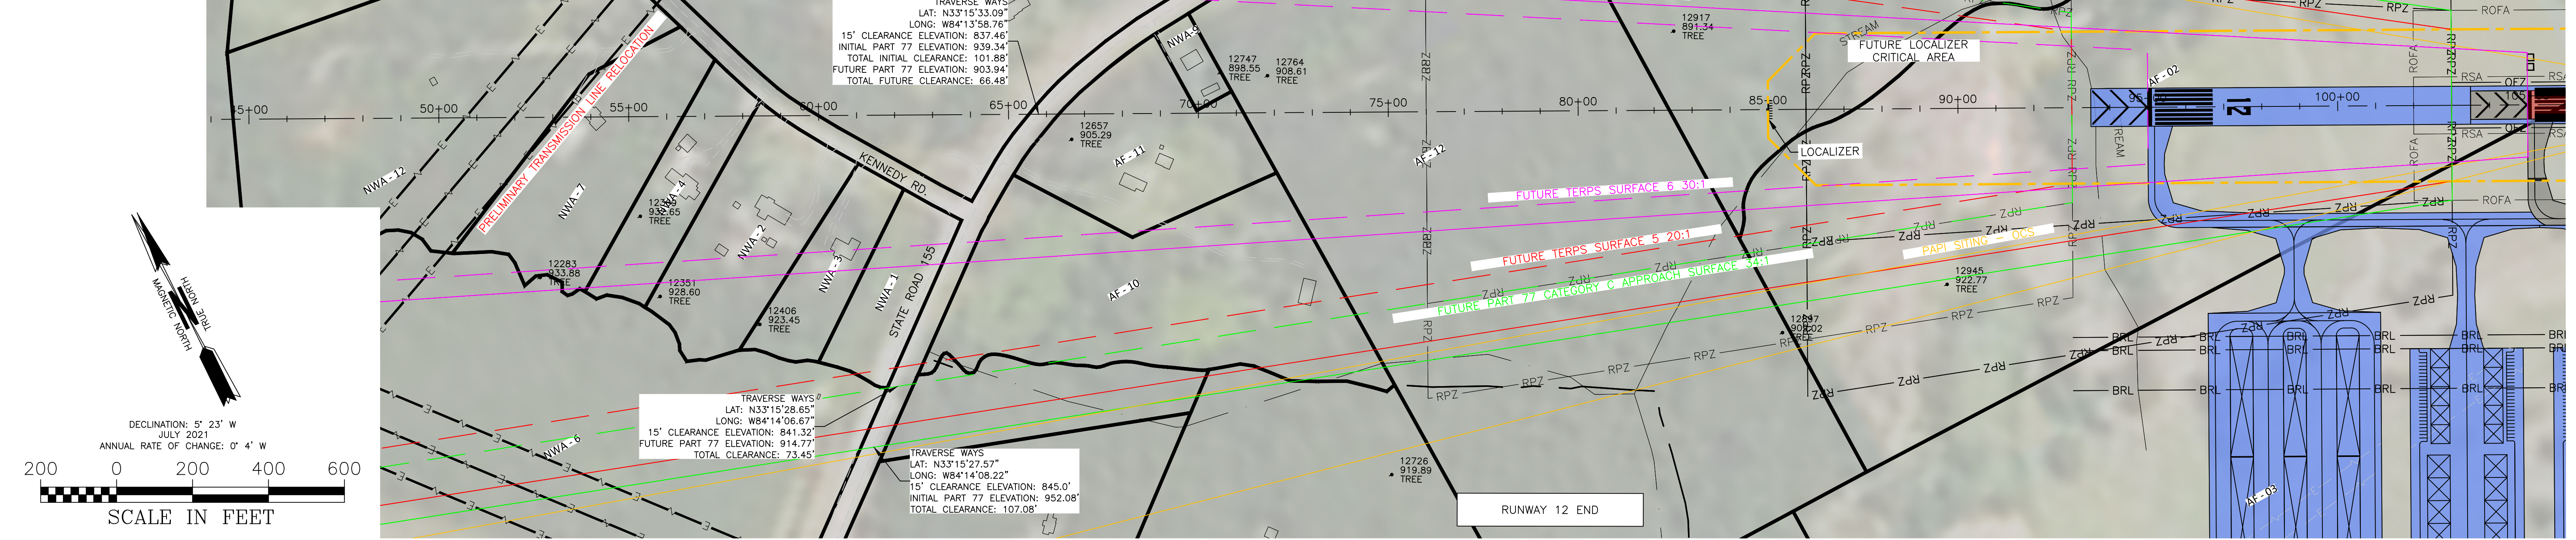 TRAVERSE WAYS
LAT: N33°15'33.09"
LONG: W84°13'58.76"
15' CLEARANCE ELEVATION: 837.46'
INITIAL PART 77 ELEVATION: 939.34'
TOTAL INITIAL CLEARANCE: 101.88'
FUTURE PART 77 ELEVATION: 903.94'
TOTAL FUTURE CLEARANCE: 66.48'
NWA-9
12747
898.55
TREE
12764
908.61
TREE
12917
891.34
TREE
STREAM
FUTURE LOCALIZER
CRITICAL AREA
RPZ
ROFA
RSA
OFZ
AF-02
45+00
50+00
55+00
60+00
65+00
70+00
75+00
80+00
85+00
90+00
95+00
100+00
12
PRELIMINARY TRANSMISSION LINE RELOCATION
12657
905.29
TREE
AF-11
AF-12
LOCALIZER
KENNEDY RD.
NWA-12
NWA-7
NWA-4
932.65
TREE
NWA-2
NWA-3
NWA-1
STATE ROAD 155
AF-10
FUTURE TERPS SURFACE 6 30:1
FUTURE TERPS SURFACE 5 20:1
FUTURE PART 77 CATEGORY C APPROACH SURFACE 34:1
PAPI SITING - OCS
12283
933.88
TREE
12351
928.60
TREE
12406
923.45
TREE
12945
922.77
TREE
TREE
BRL
TRUE NORTH
MAGNETIC NORTH
DECLINATION: 5° 23' W
JULY 2021
ANNUAL RATE OF CHANGE: 0° 4' W
200 0 200 400 600
SCALE IN FEET
NWA-6
TRAVERSE WAYS
LAT: N33°15'28.65"
LONG: W84°14'06.67"
15' CLEARANCE ELEVATION: 841.32'
FUTURE PART 77 ELEVATION: 914.77'
TOTAL CLEARANCE: 73.45'
TRAVERSE WAYS
LAT: N33°15'27.57"
LONG: W84°14'08.22"
15' CLEARANCE ELEVATION: 845.0'
INITIAL PART 77 ELEVATION: 952.08'
TOTAL CLEARANCE: 107.08'
12726
919.89
TREE
RUNWAY 12 END
AF-03